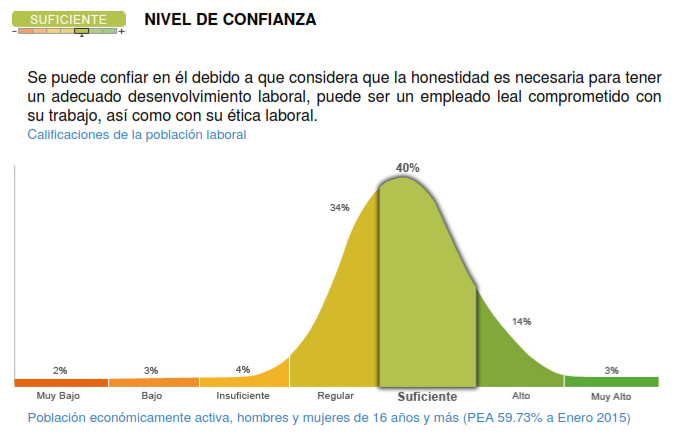 SUFICIENTE
NIVEL DE CONFIANZA
- +
Se puede confiar en él debido a que considera que la honestidad es necesaria para tener
un adecuado desenvolvimiento laboral, puede ser un empleado leal comprometido con
su trabajo, así como con su ética laboral.
Calificaciones de la población laboral
40%
34%
14%
2% 3% 4% 3%
Muy Bajo Bajo Insuficiente Regular Suficiente Alto Muy Alto
Población económicamente activa, hombres y mujeres de 16 años y más (PEA 59.73% a Enero 2015)